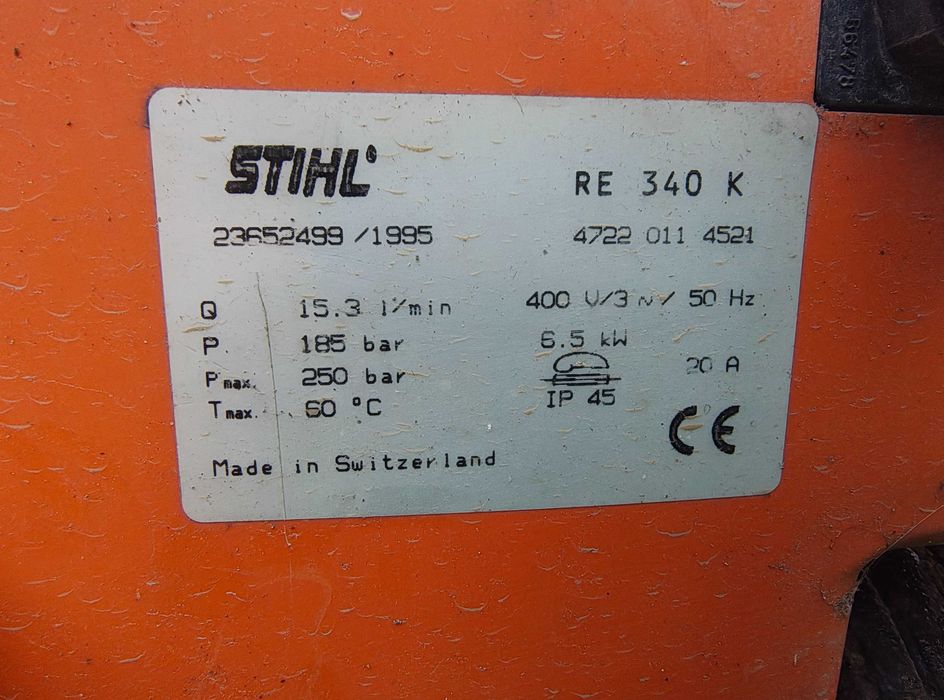 STIHL®
RE 340 K
23652499 /1995
4722 011 4521
Q 15.3 l/min
400 V/3 ~/ 50 Hz
P 185 bar
6.5 kW
Pmax. 250 bar
20 A
Tmax. 60 °C
IP 45
CE
Made in Switzerland